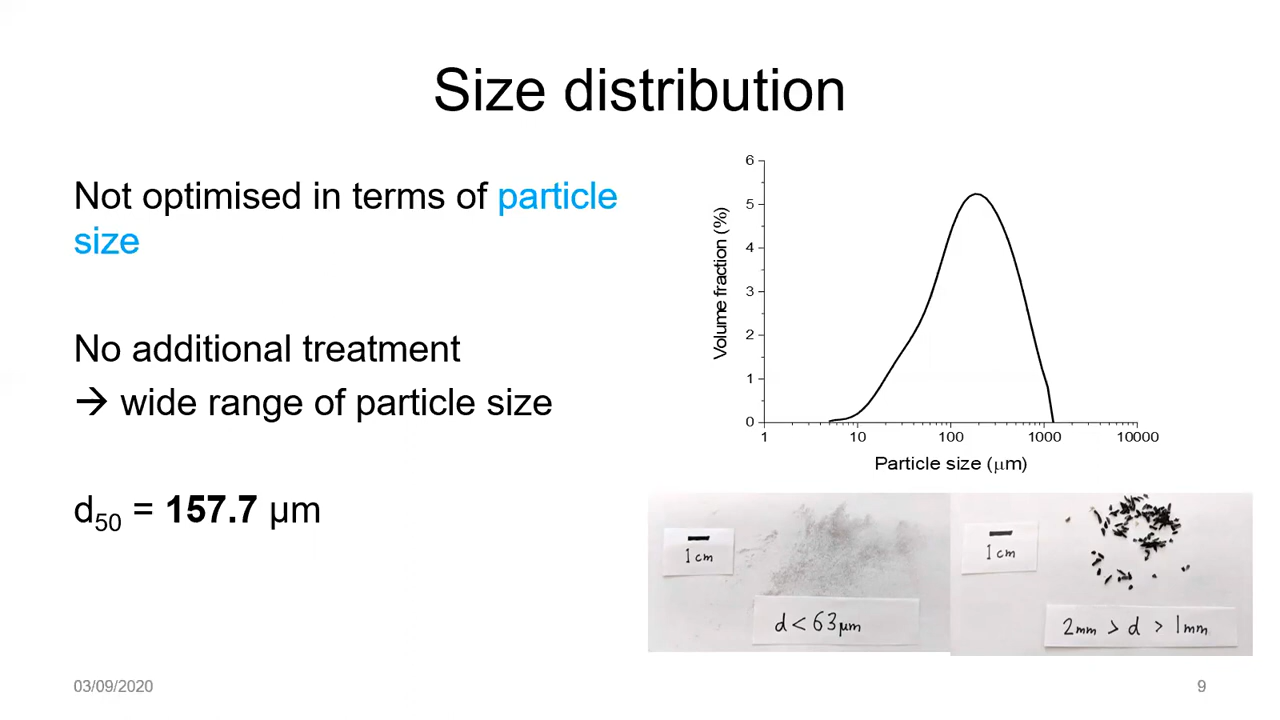 Size distribution
Not optimised in terms of particle
size
No additional treatment
→ wide range of particle size
d50 = 157.7 µm
6
5
4
3
2
1
0
Volume fraction (%)
1
10
100
1000
10000
Particle size (µm)
1cm
d < 63µm
1cm
2mm > d > 1mm
03/09/2020
9